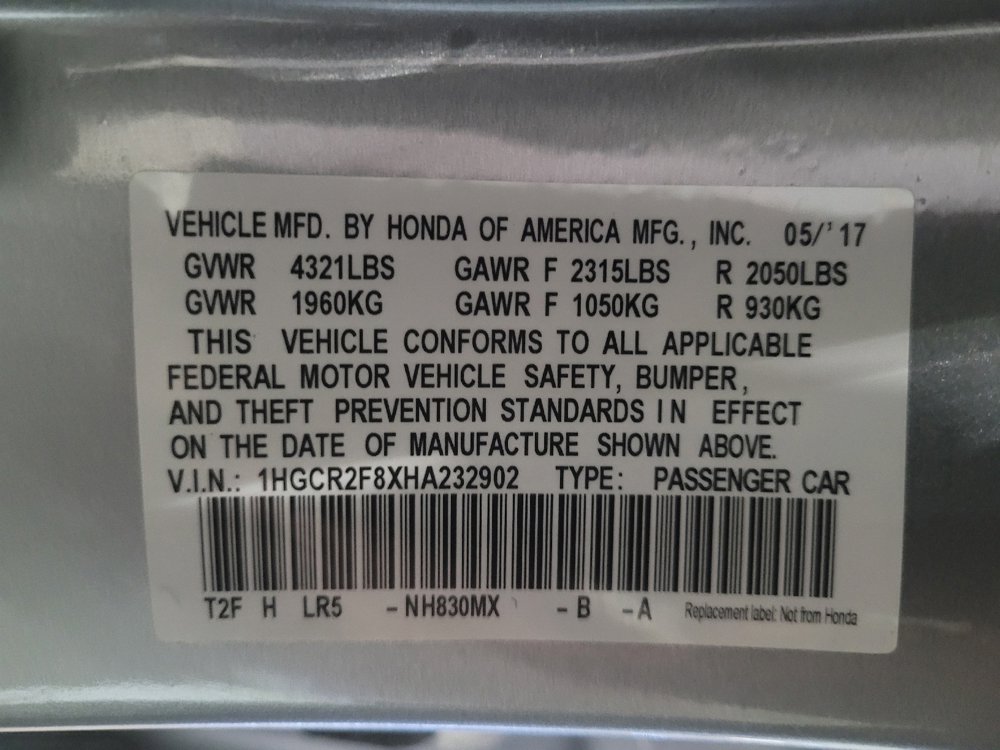 VEHICLE MFD. BY HONDA OF AMERICA MFG., INC. 05/'17
GVWR 4321LBS GAWR F 2315LBS R 2050LBS
GVWR 1960KG GAWR F 1050KG R 930KG
THIS VEHICLE CONFORMS TO ALL APPLICABLE
FEDERAL MOTOR VEHICLE SAFETY, BUMPER,
AND THEFT PREVENTION STANDARDS IN EFFECT
ON THE DATE OF MANUFACTURE SHOWN ABOVE.
V.I.N.: 1HGCR2F8XHA232902 TYPE: PASSENGER CAR
T2F H LR5 -NH830MX -B -A Replacement label: Not from Honda